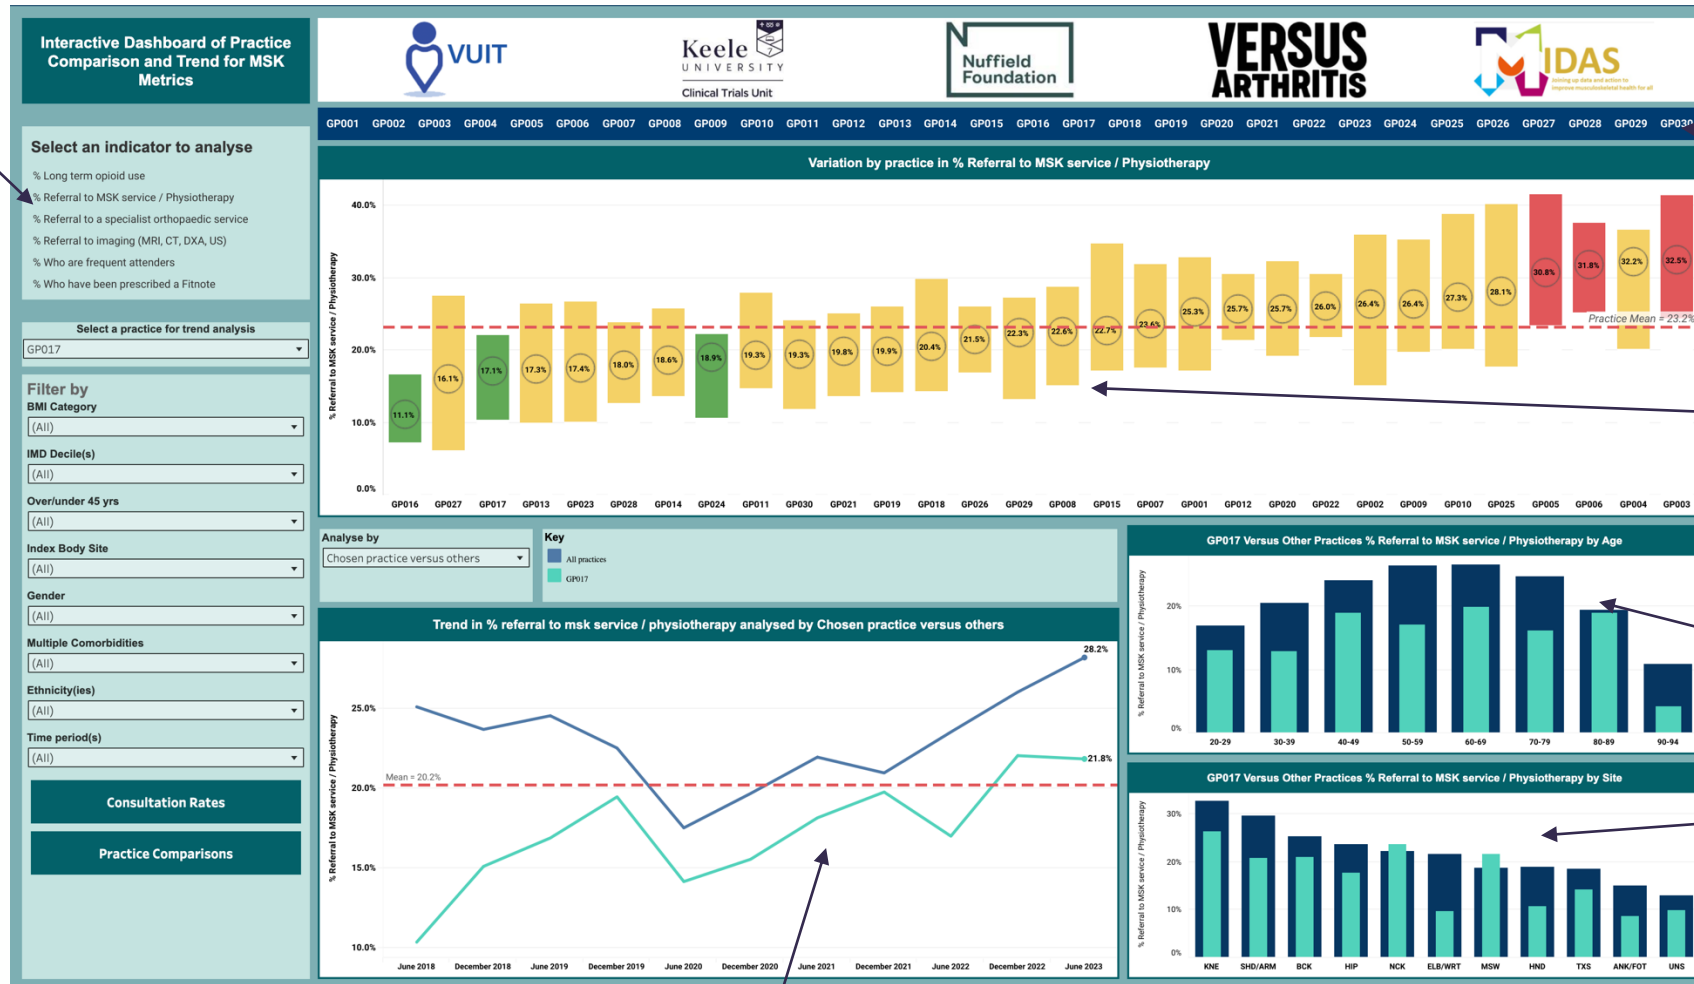 Interactive Dashboard of Practice
Comparison and Trend for MSK
Metrics
VUIT
Keele
UNIVERSITY
Clinical Trials Unit
N
Nuffield
Foundation
VERSUS
ARTHRITIS
MIDAS
Joining up data and action to
improve musculoskeletal health for all
GP001 GP002 GP003 GP004 GP005 GP006 GP007 GP008 GP009 GP010 GP011 GP012 GP013 GP014 GP015 GP016 GP017 GP018 GP019 GP020 GP021 GP022 GP023 GP024 GP025 GP026 GP027 GP028 GP029 GP030
Select an indicator to analyse
% Long term opioid use
% Referral to MSK service / Physiotherapy
% Referral to a specialist orthopaedic service
% Referral to imaging (MRI, CT, DXA, US)
% Who are frequent attenders
% Who have been prescribed a Fitnote
Select a practice for trend analysis
GP017
Filter by
BMI Category
(All)
IMD Decile(s)
(All)
Over/under 45 yrs
(All)
Index Body Site
(All)
Gender
(All)
Multiple Comorbidities
(All)
Ethnicity(ies)
(All)
Time period(s)
(All)
Consultation Rates
Practice Comparisons
Variation by practice in % Referral to MSK service / Physiotherapy
% Referral to MSK service / Physiotherapy
40.0%
30.0%
20.0%
10.0%
0.0%
11.1% 16.1% 17.1% 17.3% 17.4% 18.0% 18.6% 18.9% 19.3% 19.3% 19.8% 19.9% 20.4% 21.5% 22.3% 22.6% 22.7% 23.6% 25.3% 25.7% 25.7% 26.0% 26.4% 26.4% 27.3% 28.1% 30.8% 31.8% 32.2% 32.5%
Practice Mean = 23.2%
GP016 GP027 GP017 GP013 GP023 GP028 GP014 GP024 GP011 GP030 GP021 GP019 GP018 GP026 GP029 GP008 GP015 GP007 GP001 GP012 GP020 GP022 GP002 GP009 GP010 GP025 GP005 GP006 GP004 GP003
Analyse by
Chosen practice versus others
Key
All practices
GP017
Trend in % referral to msk service / physiotherapy analysed by Chosen practice versus others
% Referral to MSK service / Physiotherapy
25.0%
20.0%
15.0%
10.0%
Mean = 20.2%
28.2%
21.8%
June 2018 December 2018 June 2019 December 2019 June 2020 December 2020 June 2021 December 2021 June 2022 December 2022 June 2023
GP017 Versus Other Practices % Referral to MSK service / Physiotherapy by Age
% Referral to MSK service / Physiotherapy
20%
10%
0%
20-29 30-39 40-49 50-59 60-69 70-79 80-89 90-94
GP017 Versus Other Practices % Referral to MSK service / Physiotherapy by Site
% Referral to MSK service / Physiotherapy
30%
20%
10%
0%
KNE SHD/ARM BCK HIP NCK ELB/WRT MSW HND TXS ANK/FOT UNS